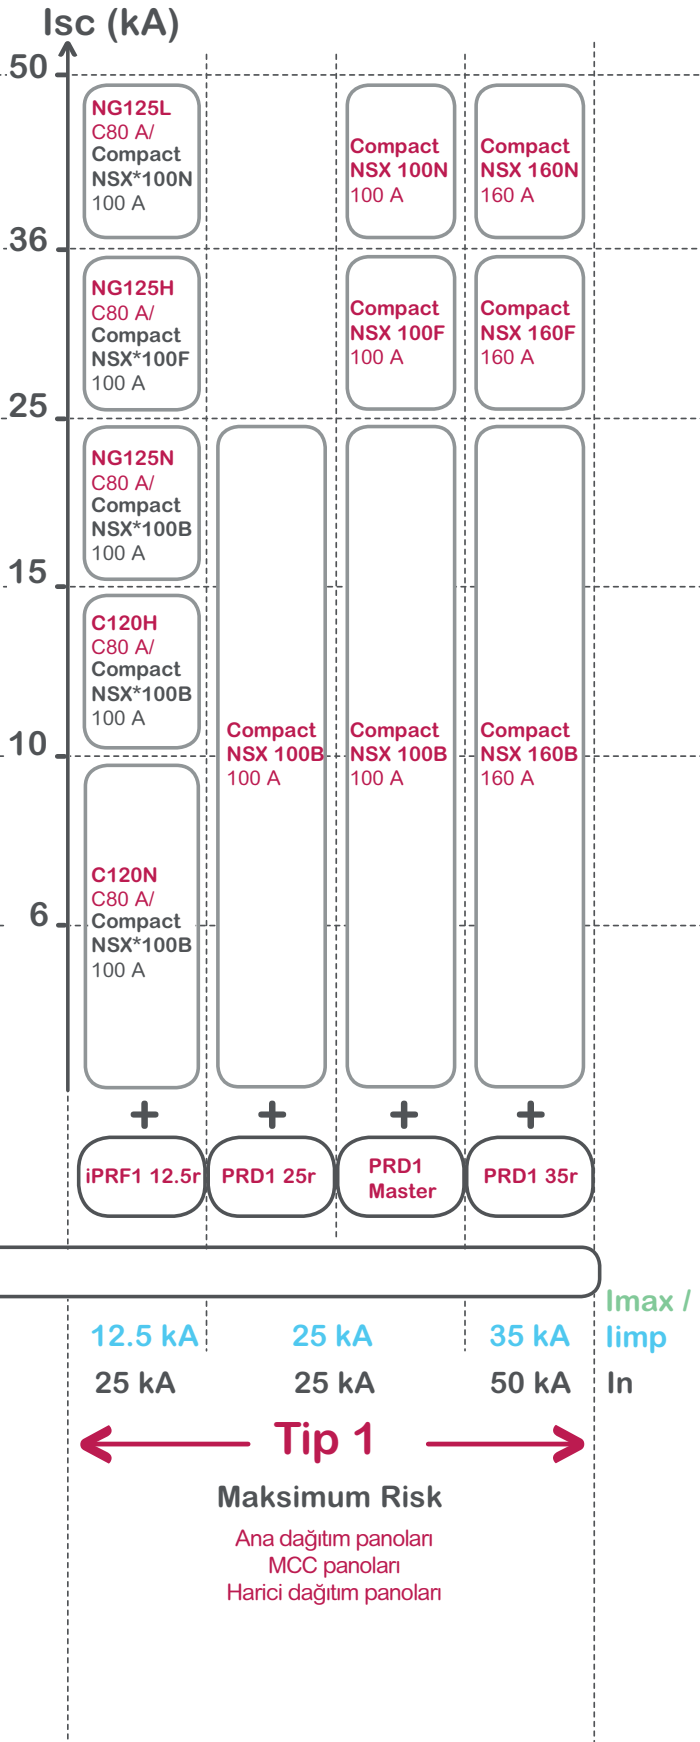 Isc (kA)
50
NG125L
C80 A/
Compact
NSX*100N
100 A
Compact
NSX 100N
100 A
Compact
NSX 160N
160 A
36
NG125H
C80 A/
Compact
NSX*100F
100 A
Compact
NSX 100F
100 A
Compact
NSX 160F
160 A
25
NG125N
C80 A/
Compact
NSX*100B
100 A
15
C120H
C80 A/
Compact
NSX*100B
100 A
Compact
NSX 100B
100 A
Compact
NSX 100B
100 A
Compact
NSX 160B
160 A
10
C120N
C80 A/
Compact
NSX*100B
100 A
6
+ + + +
iPRF1 12.5r
PRD1 25r
PRD1
Master
PRD1 35r
Imax /
12.5 kA 25 kA 35 kA Iimp
25 kA 25 kA 50 kA In
Tip 1
Maksimum Risk
Ana dağıtım panoları
MCC panoları
Harici dağıtım panoları